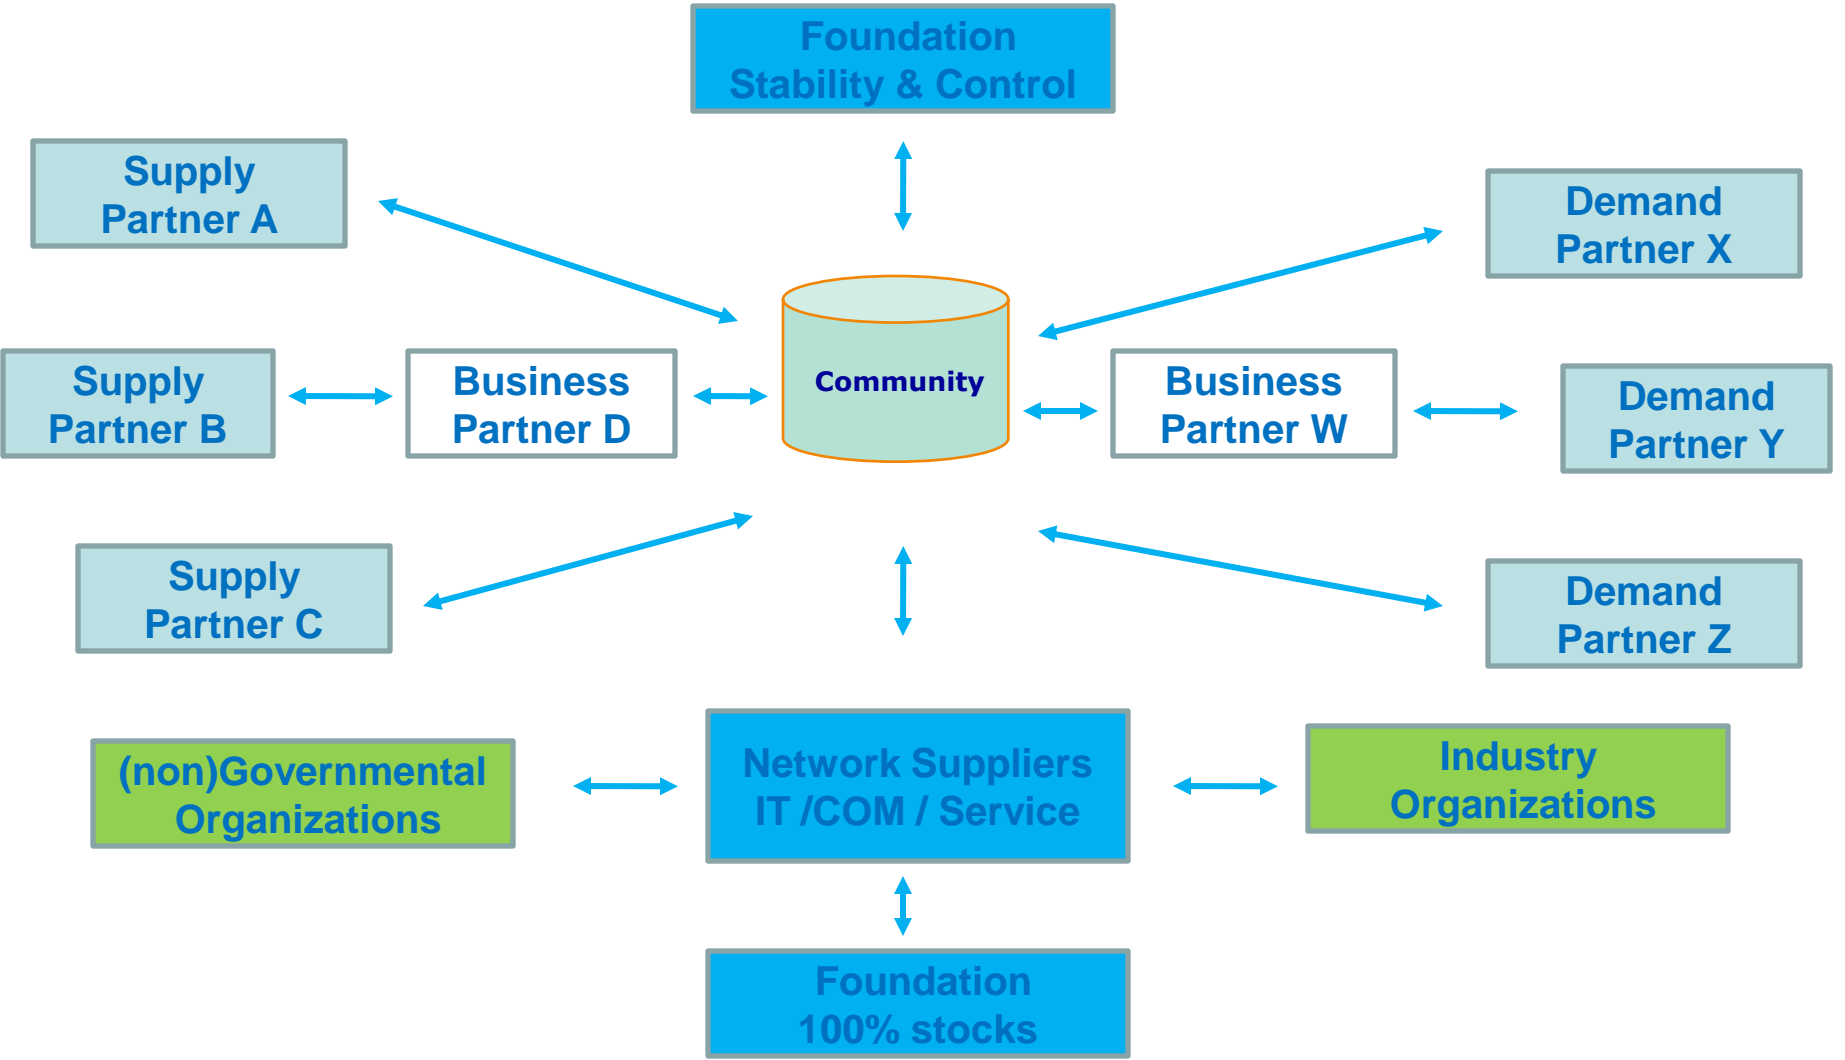 Foundation
Stability & Control
Supply
Partner A
Demand
Partner X
Supply
Partner B
Business
Partner D
Community
Business
Partner W
Demand
Partner Y
Supply
Partner C
Demand
Partner Z
(non)Governmental
Organizations
Network Suppliers
IT /COM / Service
Industry
Organizations
Foundation
100% stocks